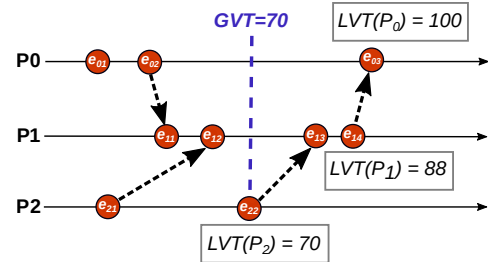 GVT=70
LVT(P0) = 100
P0
e01
e02
e03
P1
e11
e12
e13
e14
LVT(P1) = 88
P2
e21
e22
LVT(P2) = 70